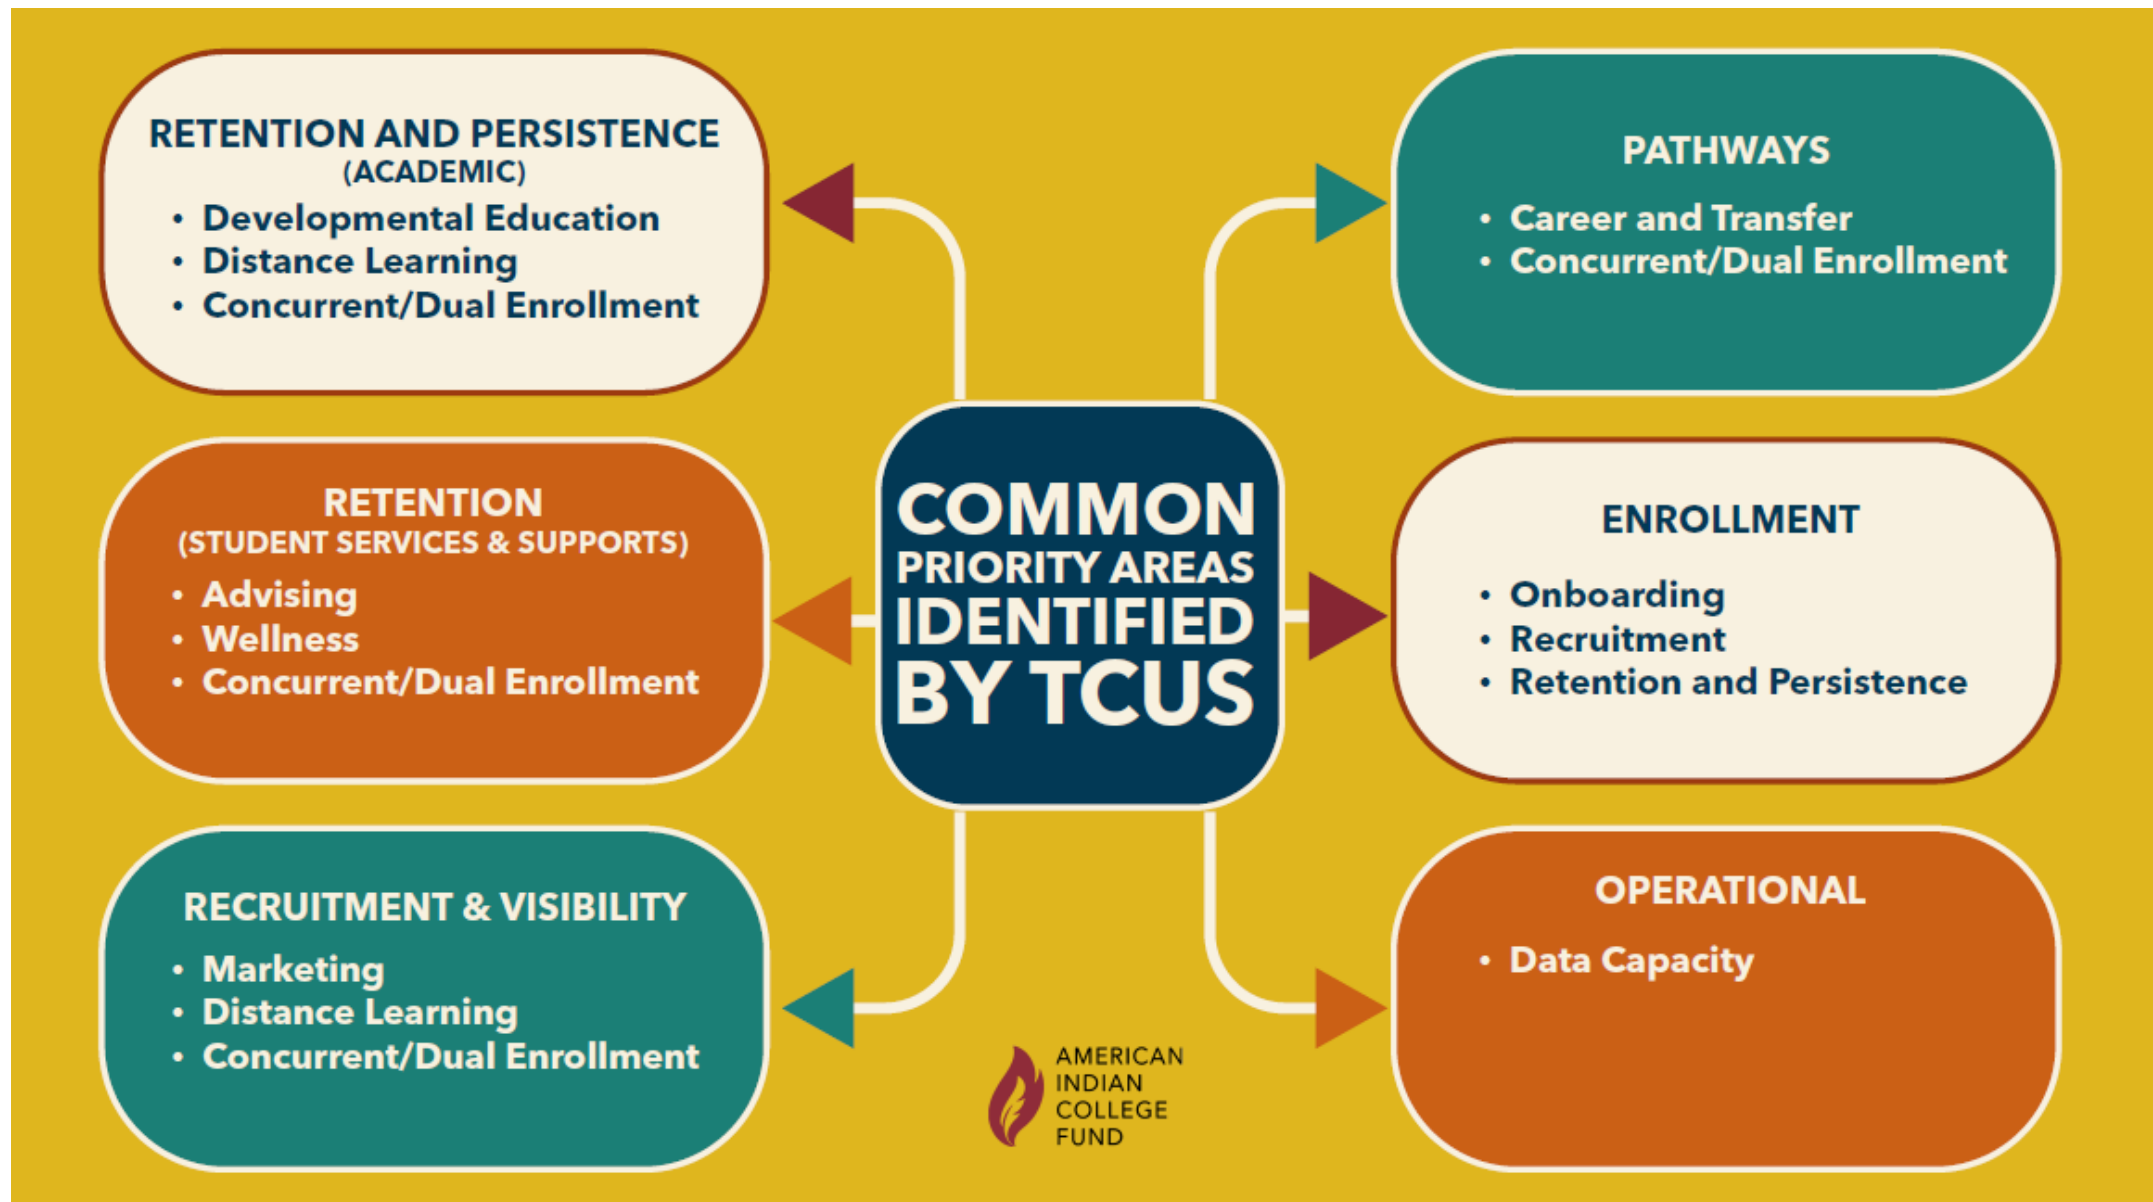 RETENTION AND PERSISTENCE
(ACADEMIC)
• Developmental Education
• Distance Learning
• Concurrent/Dual Enrollment
RETENTION
(STUDENT SERVICES & SUPPORTS)
• Advising
• Wellness
• Concurrent/Dual Enrollment
RECRUITMENT & VISIBILITY
• Marketing
• Distance Learning
• Concurrent/Dual Enrollment
COMMON
PRIORITY AREAS
IDENTIFIED
BY TCUS
PATHWAYS
• Career and Transfer
• Concurrent/Dual Enrollment
ENROLLMENT
• Onboarding
• Recruitment
• Retention and Persistence
OPERATIONAL
• Data Capacity
AMERICAN
INDIAN
COLLEGE
FUND